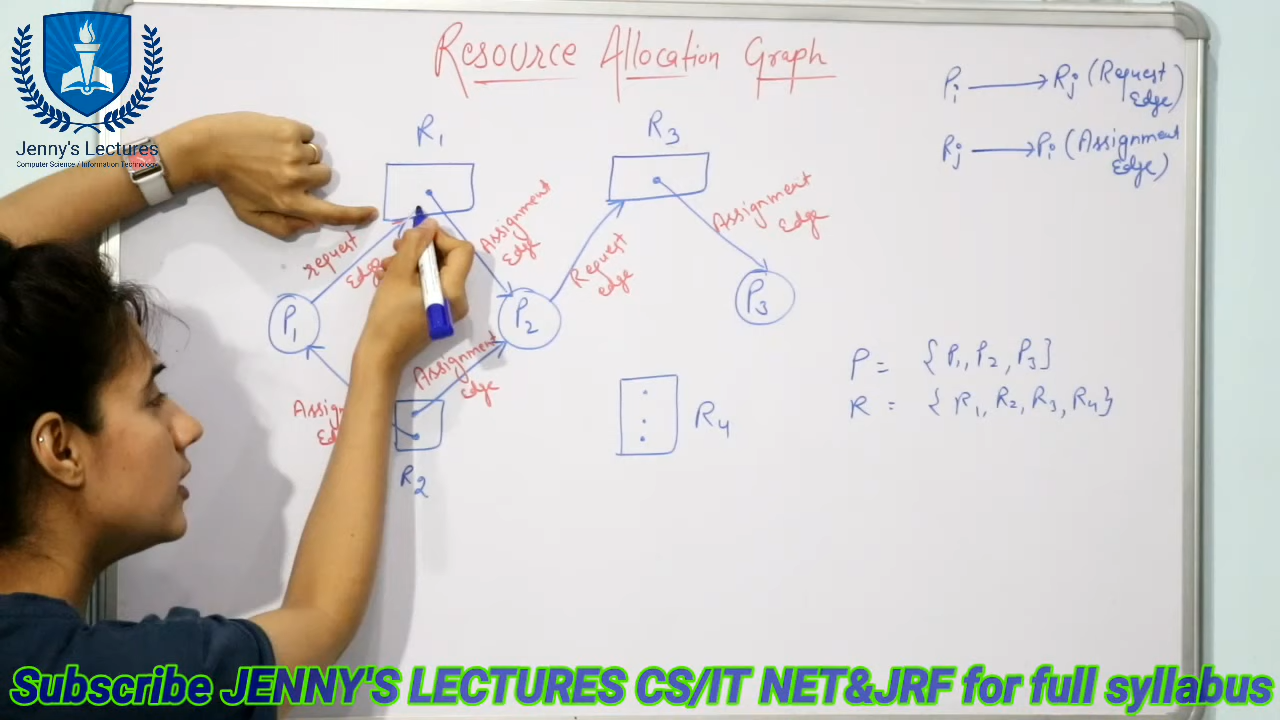 Resource Allocation Graph
Pi → Rj (Request Edge)
Rj → Pi (Assignment Edge)
Jenny's Lectures
Computer Science / Information Technology
R1
R3
request Edge
Assignment Edge
Request edge
Assignment Edge
P1
P2
P3
Assignment Edge
R2
R4
P = {P1, P2, P3}
R = {R1, R2, R3, R4}
Subscribe JENNY'S LECTURES CS/IT NET&JRF for full syllabus